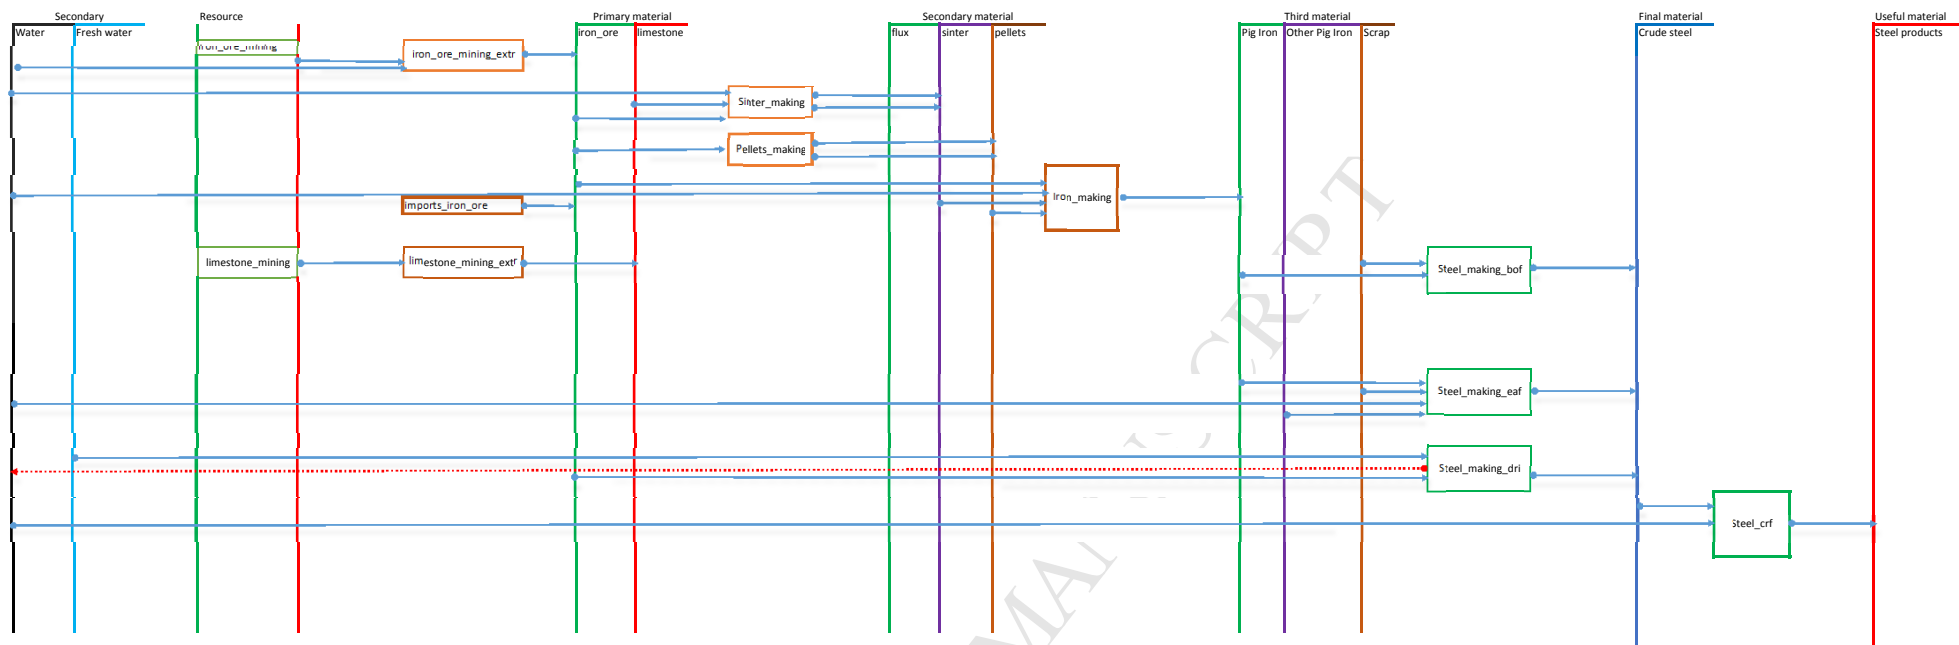 Secondary
Resource
Primary material
Secondary material
Third material
Final material
Useful material
Water
Fresh water
iron_ore
limestone
flux
sinter
pellets
Pig Iron
Other Pig Iron
Scrap
Crude steel
Steel products
iron_ore_mining
iron_ore_mining_extr
Sinter_making
Pellets_making
Iron_making
imports_iron_ore
limestone_mining
limestone_mining_extr
Steel_making_bof
Steel_making_eaf
Steel_making_dri
Steel_crf